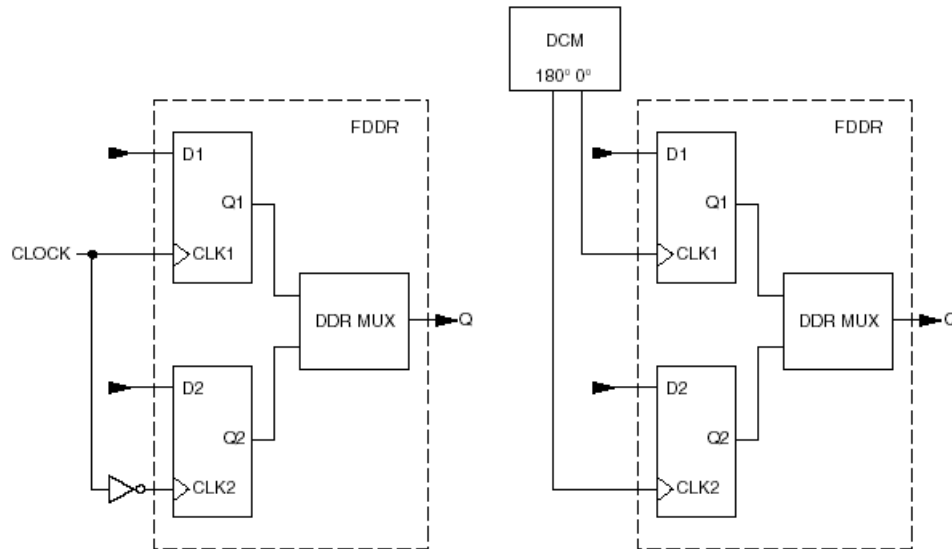 DCM
180° 0°
FDDR
D1
Q1
CLOCK
CLK1
DDR MUX
Q
D2
Q2
CLK2
FDDR
D1
Q1
CLK1
DDR MUX
D2
Q2
CLK2